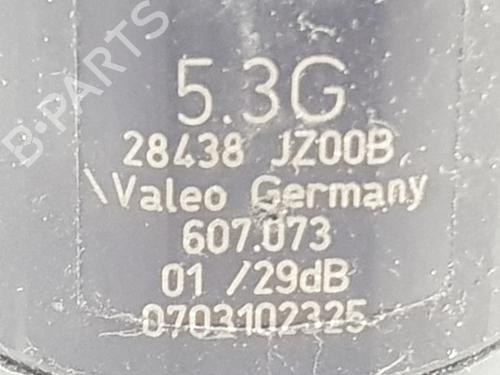 B-PARTS
5.3G
28438 JZ00B
\Valeo Germany
607.073
01 /29dB
0703102325